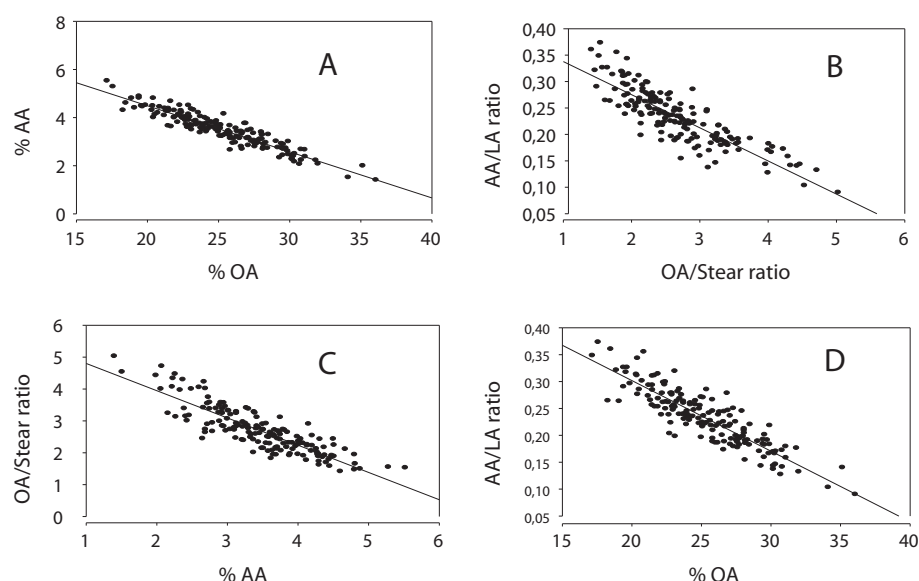 8
6
4
2
0
% AA
A
15 20 25 30 35 40
% OA
0,40
0,35
0,30
0,25
0,20
0,15
0,10
0,05
AA/LA ratio
B
1 2 3 4 5 6
OA/Stear ratio
6
5
4
3
2
1
0
OA/Stear ratio
C
1 2 3 4 5 6
% AA
0,40
0,35
0,30
0,25
0,20
0,15
0,10
0,05
AA/LA ratio
D
15 20 25 30 35 40
% OA